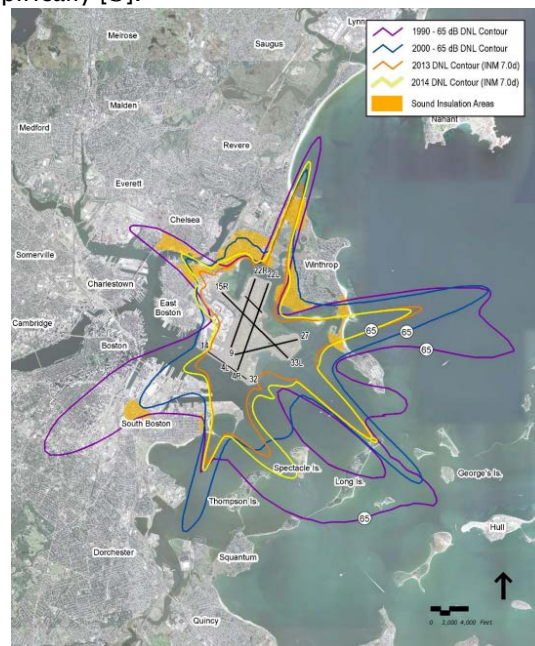 pirically [3].
Melrose
Saugus
Lynn
1990 - 65 dB DNL Contour
2000 - 65 dB DNL Contour
2013 DNL Contour (INM 7.0d)
2014 DNL Contour (INM 7.0d)
Sound Insulation Areas
Nahant
Malden
Medford
Revere
Everett
Chelsea
Somerville
Winthrop
22R
22L
15R
Charlestown
East
Boston
Cambridge
65
65
27
65
Boston
14
9
33L
4L
4R
32
South Boston
Spectacle Is.
Long Is.
George's Is.
Thompson Is.
65
Hull
Dorchester
Squantum
Quincy
0 2,000 4,000 Feet